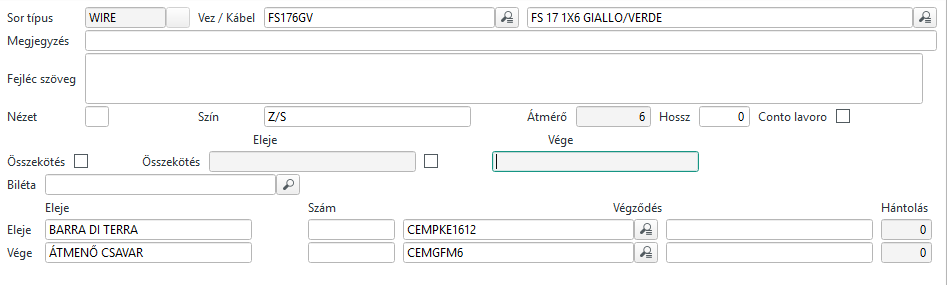 Sor típus WIRE Vez / Kábel FS176GV FS 17 1X6 GIALLO/VERDE
Megjegyzés
Fejléc szöveg
Nézet Szín Z/S Átmérő 6 Hossz 0 Conto lavoro
Eleje Vége
Összekötés Összekötés
Biléta
Eleje Szám Végződés Hántolás
Eleje BARRA DI TERRA CEMPKE1612 0
Vége ÁTMENŐ CSAVAR CEMGFM6 0